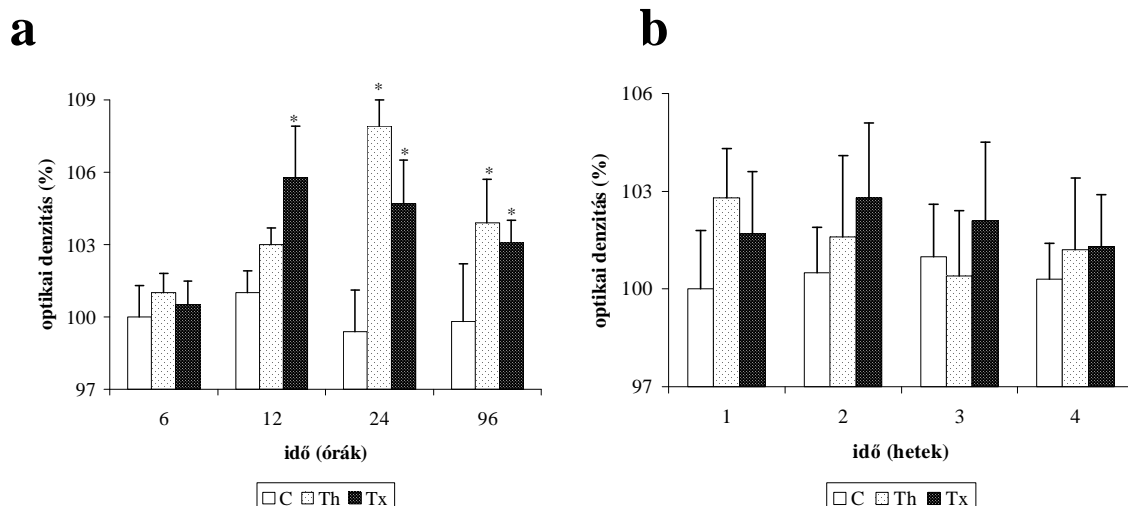 a
optikai denzitás (%)
109
106
103
100
97
*
*
*
*
*
6 12 24 96
idő (órák)
C Th Tx
b
optikai denzitás (%)
106
103
100
97
1 2 3 4
idő (hetek)
C Th Tx